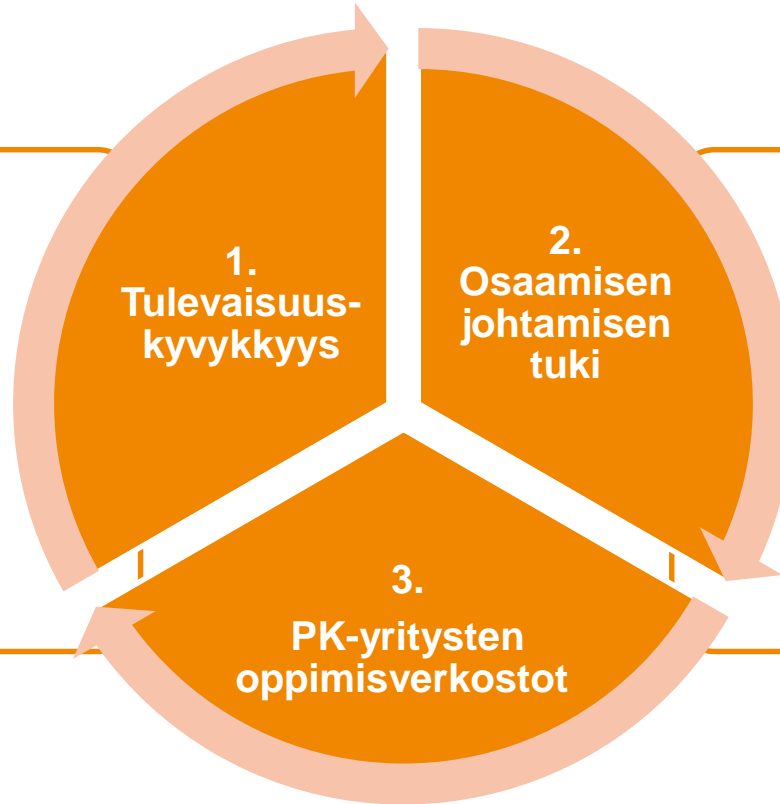 1.
Tulevaisuus-
kyvykkyys
2.
Osaamisen
johtamisen
tuki
3.
PK-yritysten
oppimisverkostot